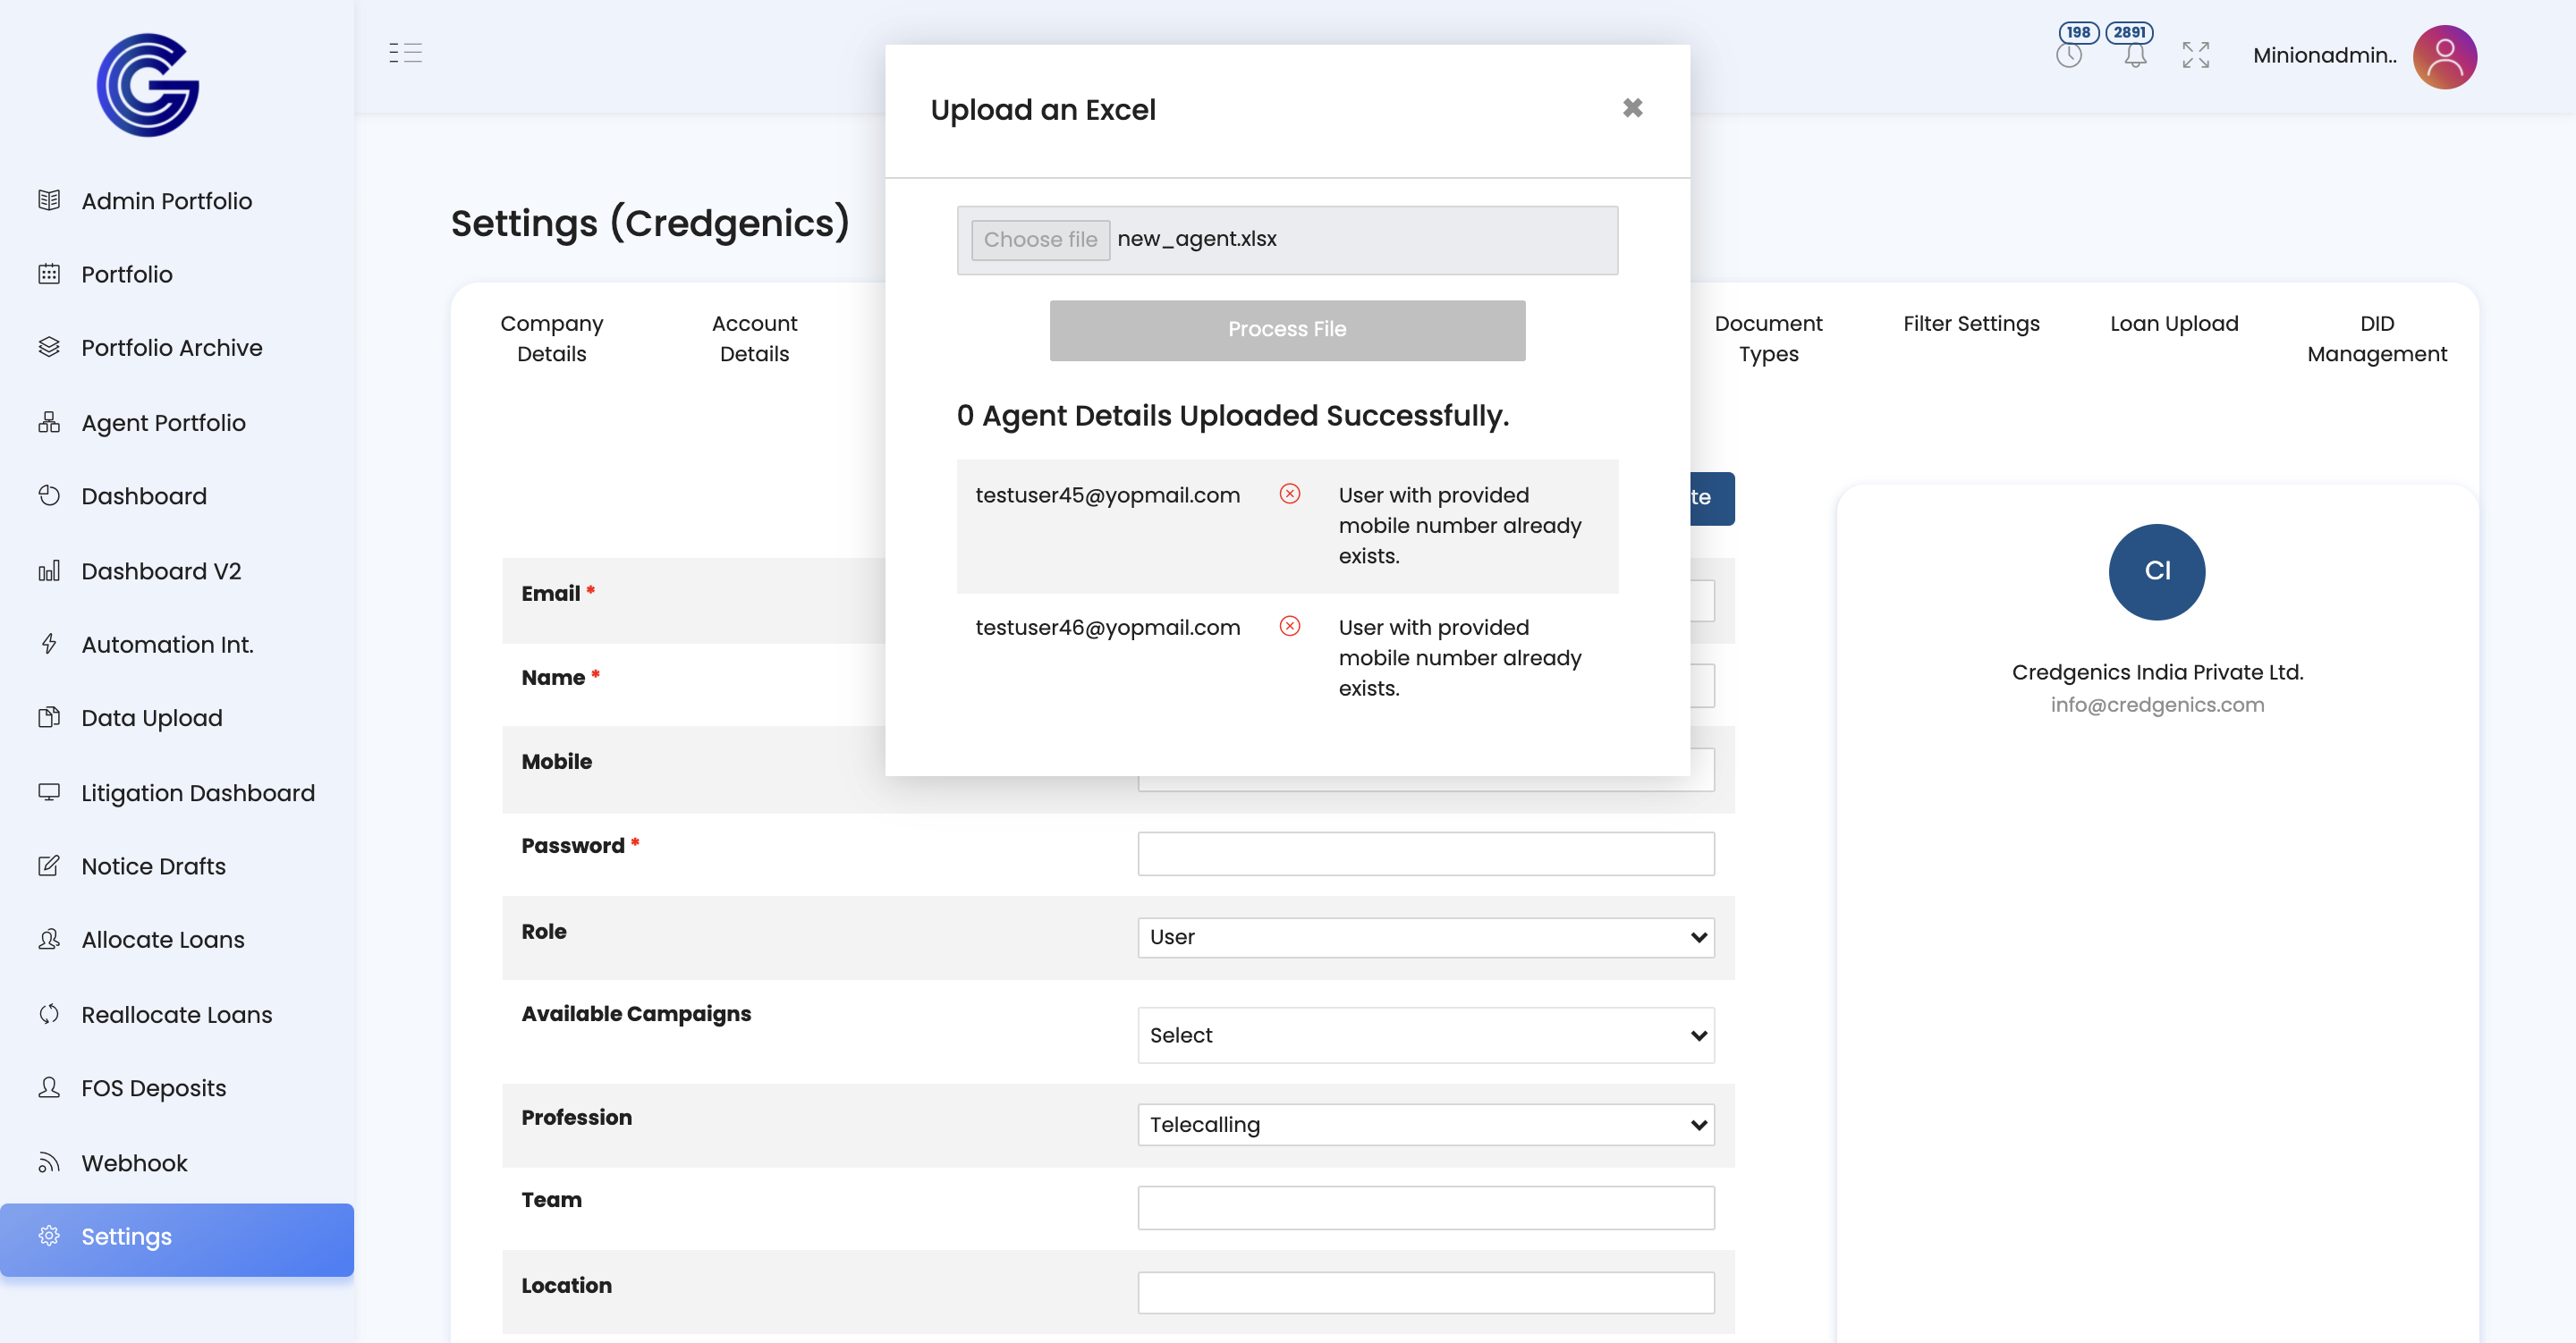 198
2891
Minionadmin..
Admin Portfolio
Portfolio
Portfolio Archive
Agent Portfolio
Dashboard
Dashboard V2
Automation Int.
Data Upload
Litigation Dashboard
Notice Drafts
Allocate Loans
Reallocate Loans
FOS Deposits
Webhook
Settings
Settings (Credgenics)
Company
Details
Account
Details
Document
Types
Filter Settings
Loan Upload
DID
Management
Upload an Excel
Choose file new_agent.xlsx
Process File
0 Agent Details Uploaded Successfully.
testuser45@yopmail.com
User with provided
mobile number already
exists.
testuser46@yopmail.com
User with provided
mobile number already
exists.
te
Email *
Name *
Mobile
Password *
Role
User
Available Campaigns
Select
Profession
Telecalling
Team
Location
CI
Credgenics India Private Ltd.
info@credgenics.com